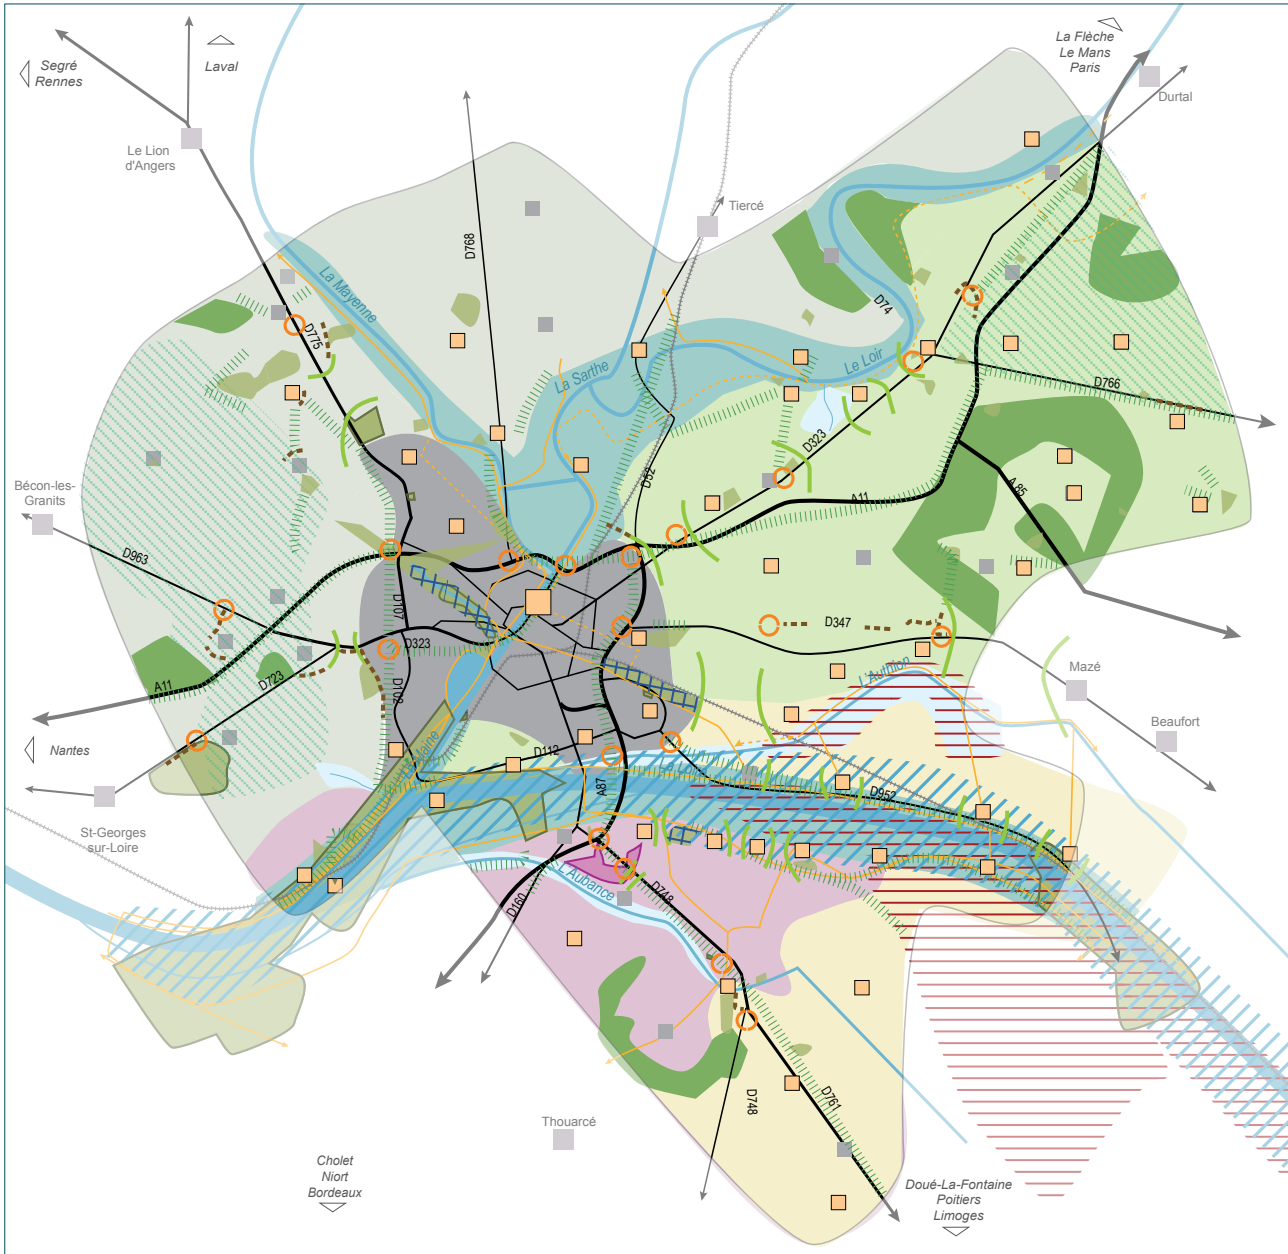 La Flèche
Le Mans
Paris
Segré
Rennes
Laval
Durtal
Le Lion
d'Angers
Tiercé
D768
La Mayenne
D74
D775
La Sarthe
Le Loir
D766
D323
D52
A11
A 85
Bécon-les-
Granits
D963
D107
D323
D347
Mazé
L'Authion
A11
D723
D102
Beaufort
Nantes
D112
A87
D952
St-Georges
sur-Loire
L'Aubance
D748
D160
D748
D761
Thouarcé
Cholet
Niort
Bordeaux
Doué-La-Fontaine
Poitiers
Limoges